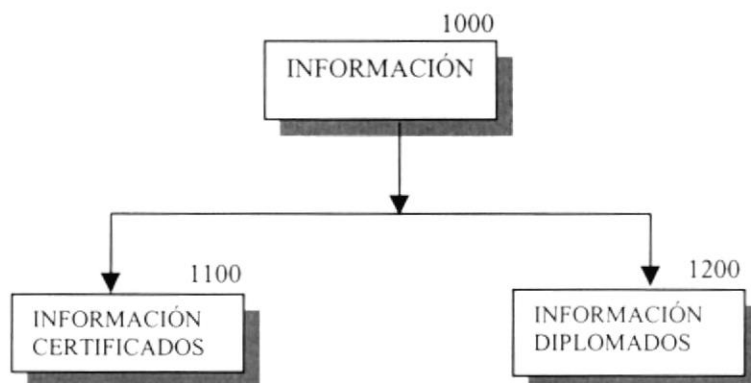 1000
INFORMACIÓN
1100
INFORMACIÓN
CERTIFICADOS
1200
INFORMACIÓN
DIPLOMADOS